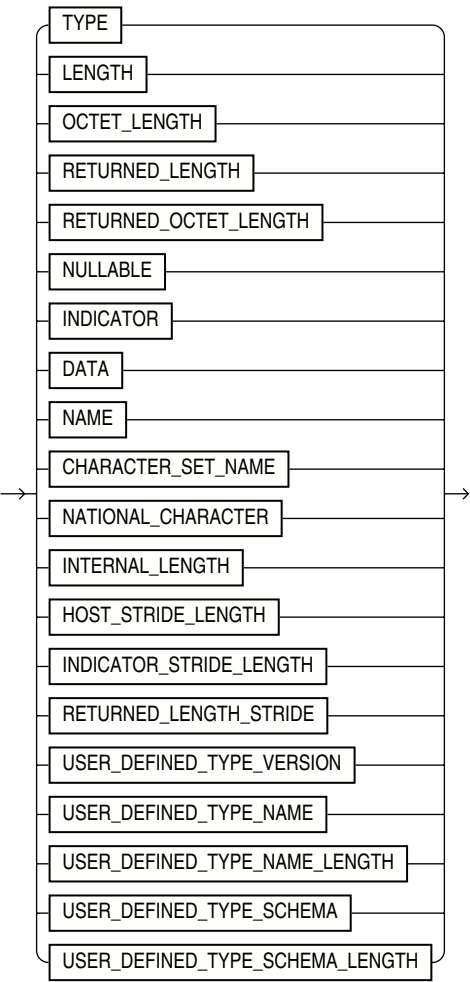 TYPE
LENGTH
OCTET_LENGTH
RETURNED_LENGTH
RETURNED_OCTET_LENGTH
NULLABLE
INDICATOR
DATA
NAME
CHARACTER_SET_NAME
NATIONAL_CHARACTER
INTERNAL_LENGTH
HOST_STRIDE_LENGTH
INDICATOR_STRIDE_LENGTH
RETURNED_LENGTH_STRIDE
USER_DEFINED_TYPE_VERSION
USER_DEFINED_TYPE_NAME
USER_DEFINED_TYPE_NAME_LENGTH
USER_DEFINED_TYPE_SCHEMA
USER_DEFINED_TYPE_SCHEMA_LENGTH